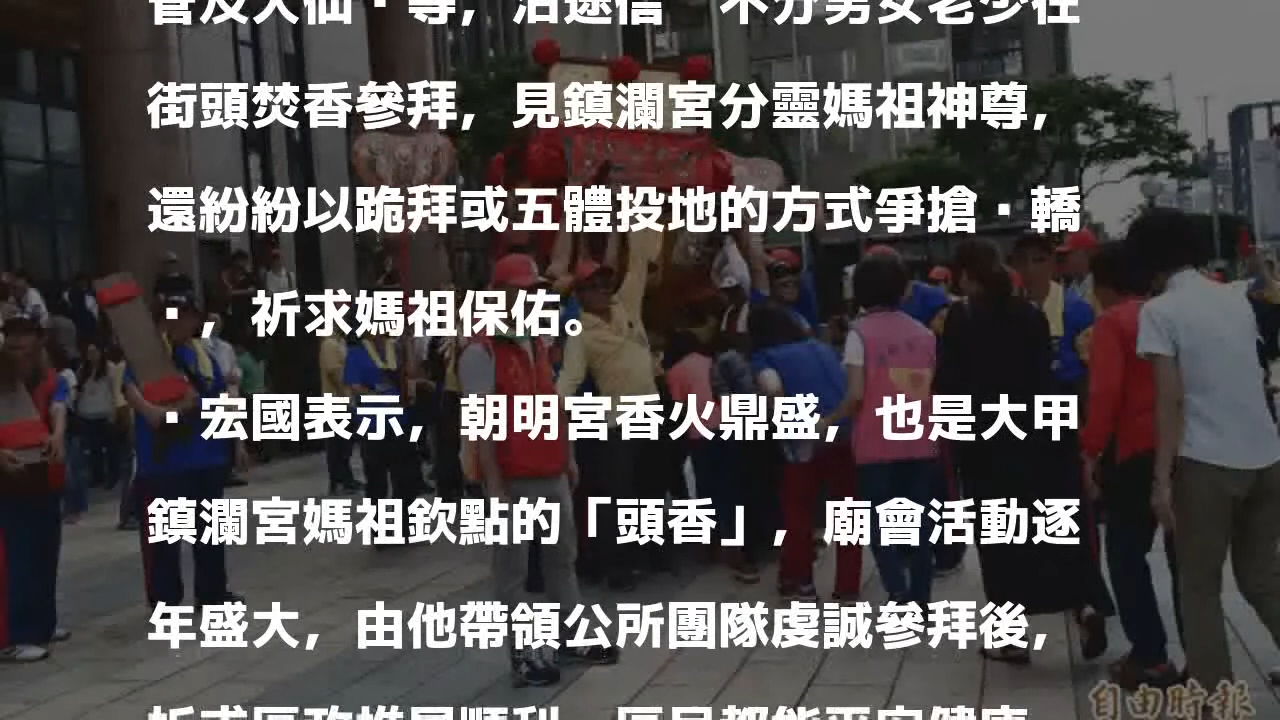 街頭焚香參拜，見鎮瀾宮分靈媽祖神尊，
還紛紛以跪拜或五體投地的方式爭搶·轎
·，祈求媽祖保佑。
·宏國表示，朝明宮香火鼎盛，也是大甲
鎮瀾宮媽祖欽點的「頭香」，廟會活動逐
年盛大，由他帶領公所團隊虔誠參拜後，
自由時報